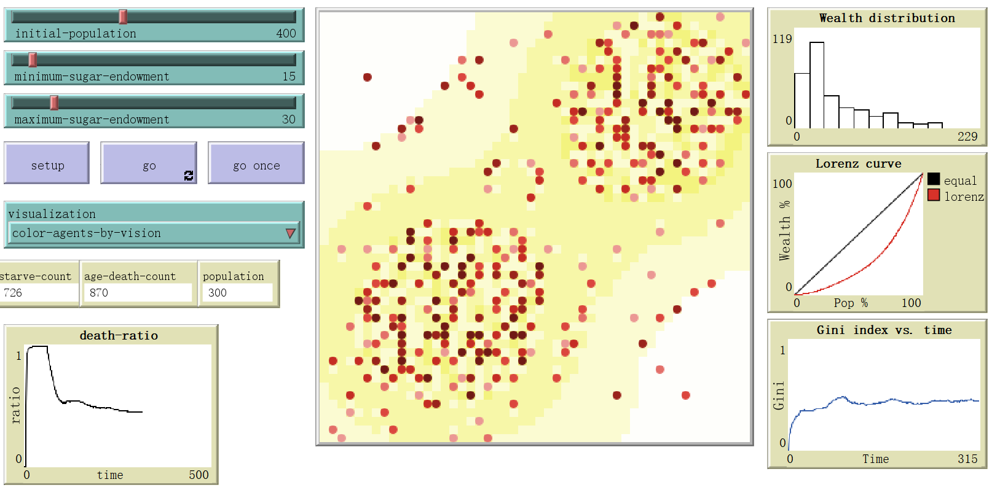 initial-population 400
minimum-sugar-endowment 15
maximum-sugar-endowment 30
setup
go
go once
visualization
color-agents-by-vision
starve-count
726
age-death-count
870
population
300
death-ratio
1
ratio
0
0 time 500
Wealth distribution
119
0
0 229
Lorenz curve
100
Wealth %
0
0 Pop % 100
equal
lorenz
Gini index vs. time
1
Gini
0
0 Time 315